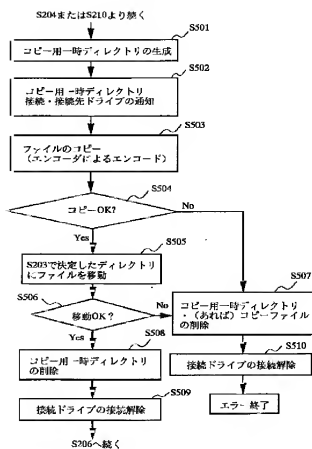 S204またはS210より続く
S501
コピー用一時ディレクトリの生成
S502
コピー用一時ディレクトリ
接続・接続先ドライブの通知
S503
ファイルのコピー
(エンコーダによるエンコード)
S504
コピーOK?
No
Yes
S505
S203で決定したディレクトリ
にファイルを移動
S506
移動OK?
No
Yes
S507
コピー用一時ディレクトリ
・(あれば)コピーファイル
の削除
S508
コピー用一時ディレクトリ
の削除
S510
接続ドライブの接続解除
S509
接続ドライブの接続解除
エラー終了
S206へ続く